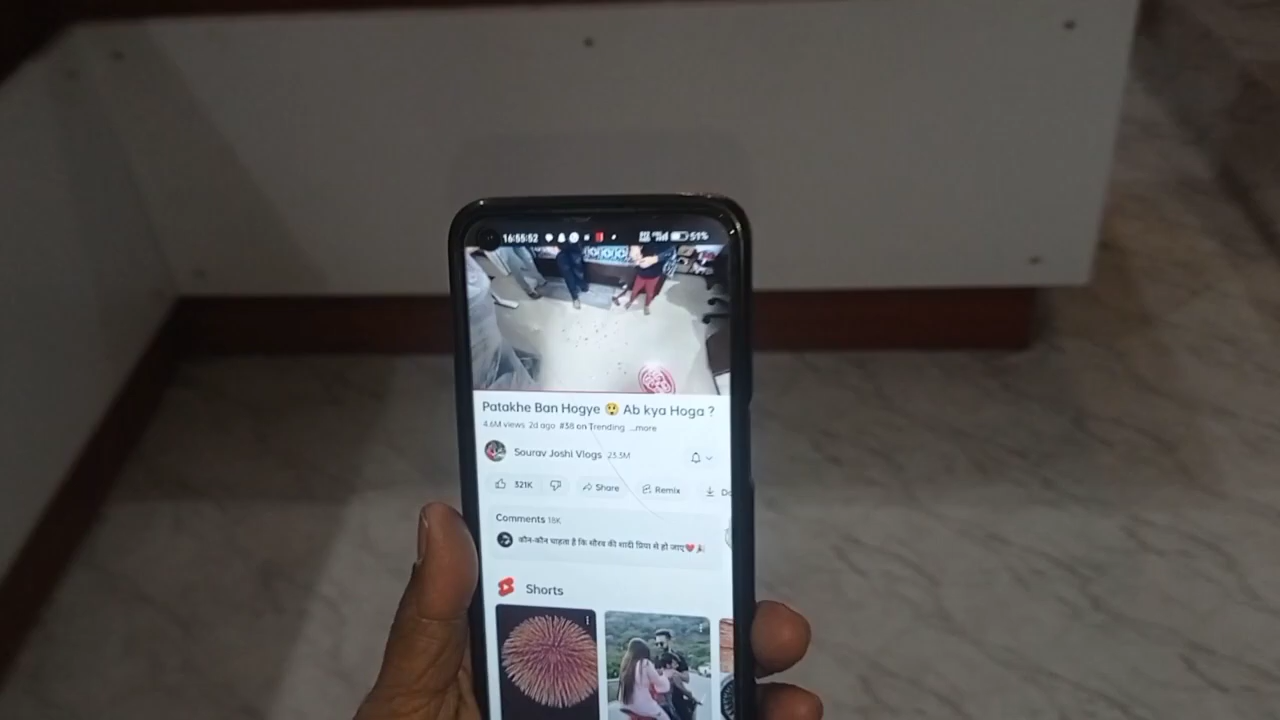 16:55:52
51%
Patakhe Ban Hogye 😲 Ab kya Hoga ?
4.6M views 2d ago #38 on Trending ...more
Sourav Joshi Vlogs 23.3M
321K Share Remix
Comments 18K
कौन-कौन चाहता है कि सौरव की शादी प्रिया से हो जाए❤️🎉
Shorts